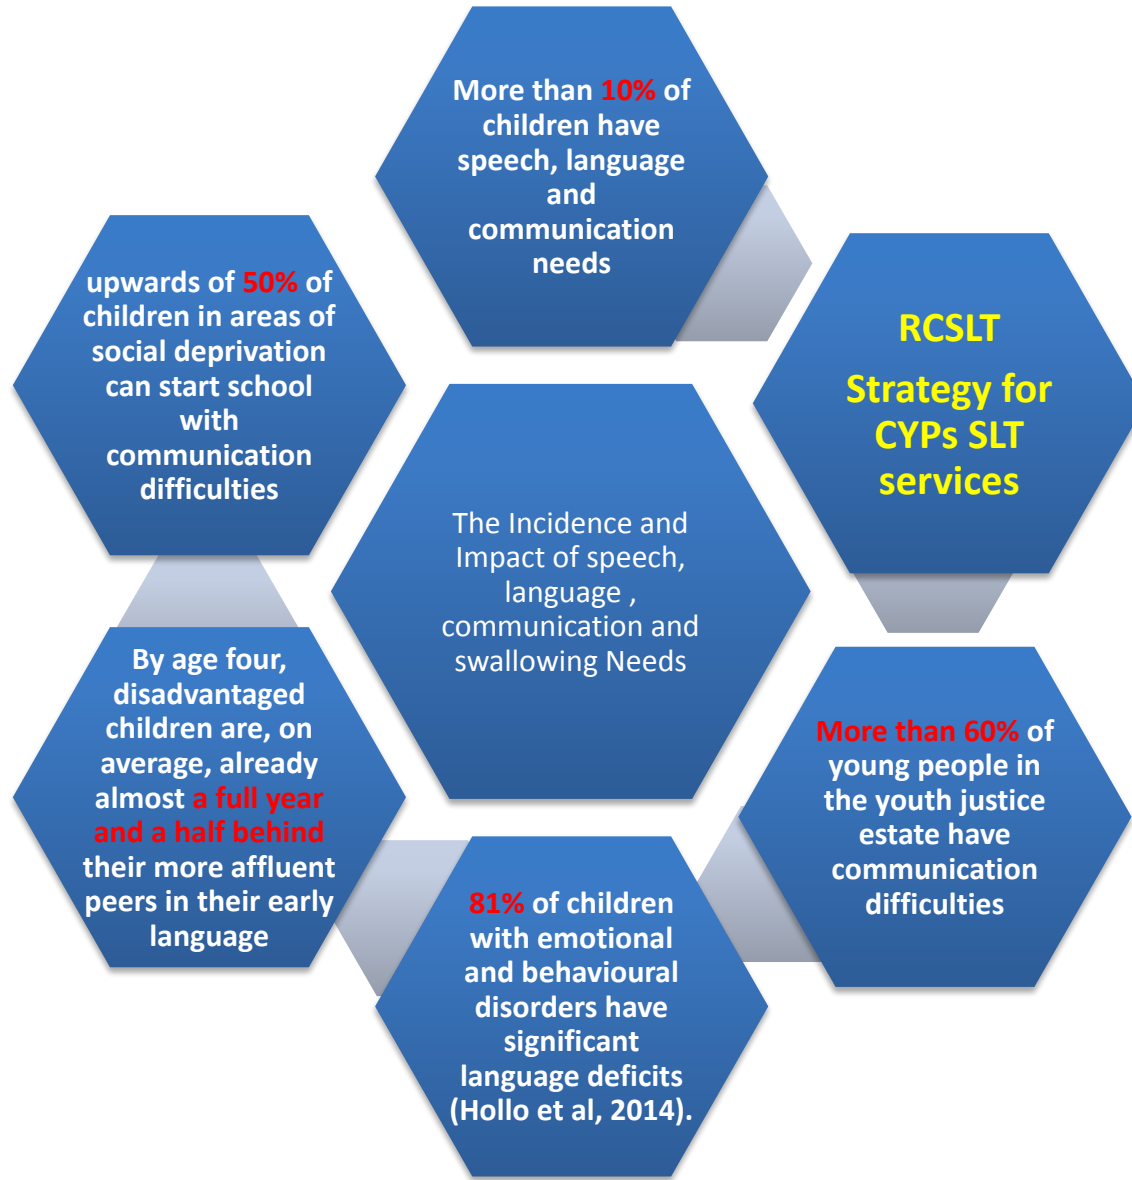 More than 10% of
children have
speech, language
and
communication
needs
RCSLT
Strategy for
CYPs SLT
services
More than 60% of
young people in
the youth justice
estate have
communication
difficulties
81% of children
with emotional
and behavioural
disorders have
significant
language deficits
(Hollo et al, 2014).
By age four,
disadvantaged
children are, on
average, already
almost a full year
and a half behind
their more affluent
peers in their early
language
upwards of 50% of
children in areas of
social deprivation
can start school
with
communication
difficulties
The Incidence and
Impact of speech,
language ,
communication and
swallowing Needs